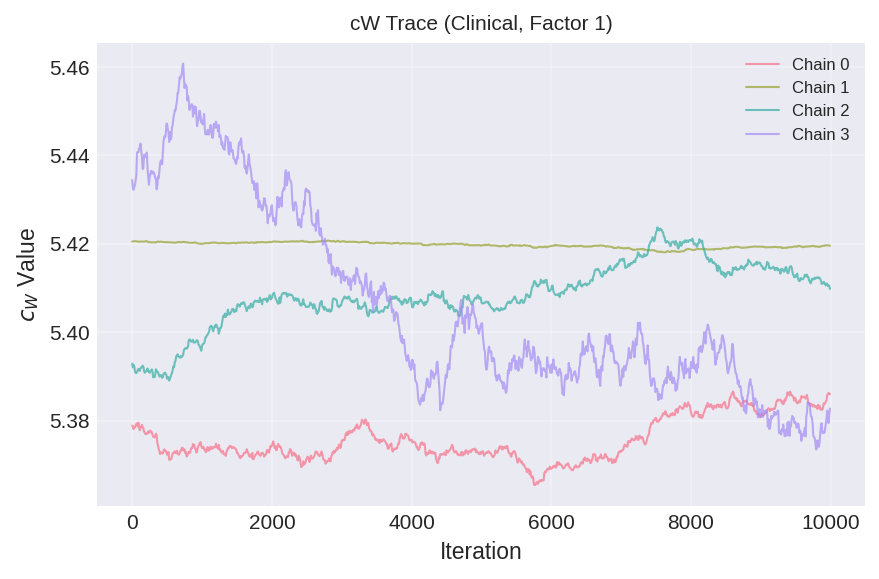 cW Trace (Clinical, Factor 1)
Chain 0
Chain 1
Chain 2
Chain 3
5.46
5.44
5.42
5.40
5.38
c_W Value
0 2000 4000 6000 8000 10000
Iteration